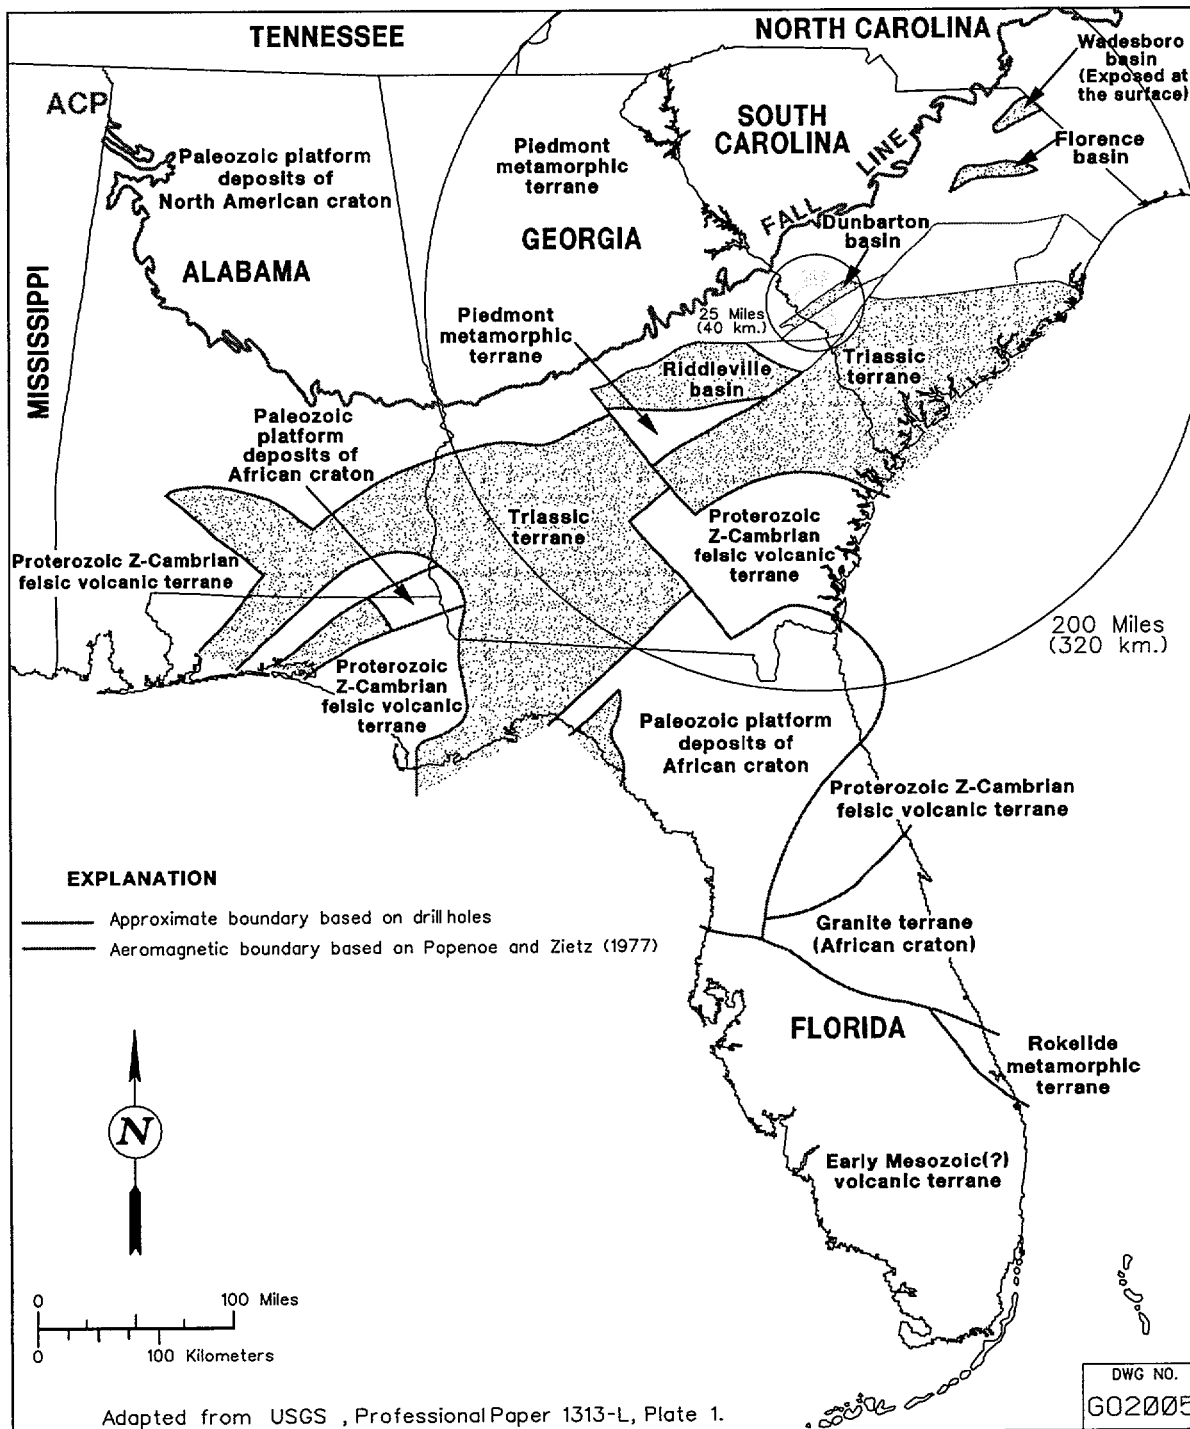 TENNESSEE
NORTH CAROLINA
Wadesboro
basin
(Exposed at
the surface)
ACP
SOUTH
CAROLINA
Florence
basin
Piedmont
metamorphic
terrane
LINE
Paleozoic platform
deposits of
North American craton
FALL
Dunbarton
basin
GEORGIA
ALABAMA
MISSISSIPPI
25 Miles
(40 km.)
Piedmont
metamorphic
terrane
Riddleville
basin
Triassic
terrane
Paleozoic
platform
deposits of
African craton
Triassic
terrane
Proterozoic
Z-Cambrian
felsic volcanic
terrane
Proterozoic Z-Cambrian
felsic volcanic terrane
200 Miles
(320 km.)
Proterozoic
Z-Cambrian
felsic volcanic
terrane
Paleozoic platform
deposits of
African craton
Proterozoic Z-Cambrian
felsic volcanic terrane
EXPLANATION
Approximate boundary based on drill holes
Aeromagnetic boundary based on Popenoe and Zietz (1977)
Granite terrane
(African craton)
FLORIDA
Rokelide
metamorphic
terrane
N
Early Mesozoic(?)
volcanic terrane
0 100 Miles
0 100 Kilometers
DWG NO.
G02005
Adapted from USGS , Professional Paper 1313-L, Plate 1.